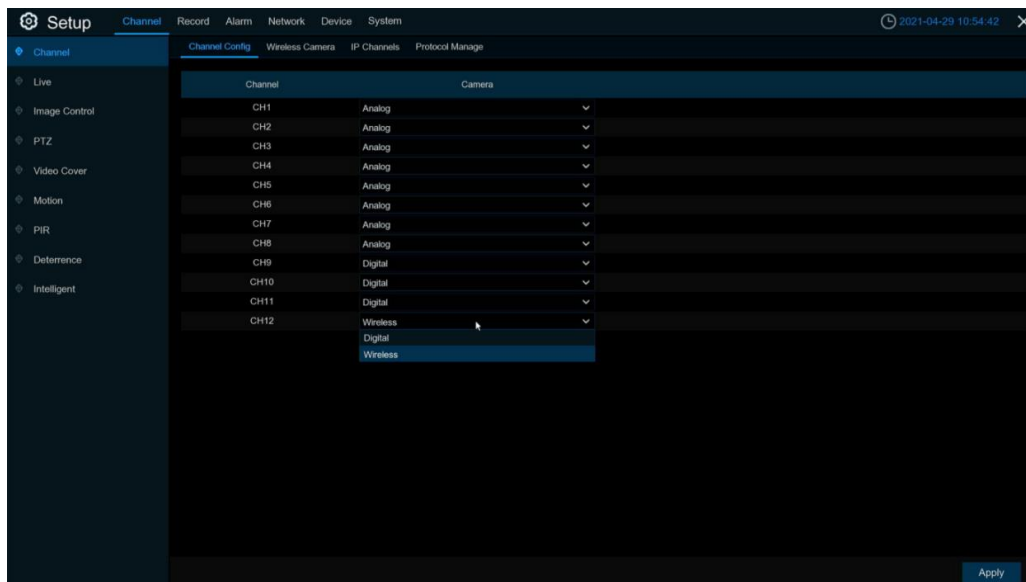 Setup Channel Record Alarm Network Device System 2021-04-29 10:54:42
Channel Channel Config Wireless Camera IP Channels Protocol Manage
Live
Image Control
PTZ
Video Cover
Motion
PIR
Deterrence
Intelligent
Channel Camera
CH1 Analog
CH2 Analog
CH3 Analog
CH4 Analog
CH5 Analog
CH6 Analog
CH7 Analog
CH8 Analog
CH9 Digital
CH10 Digital
CH11 Digital
CH12 Wireless
Digital
Wireless
Apply